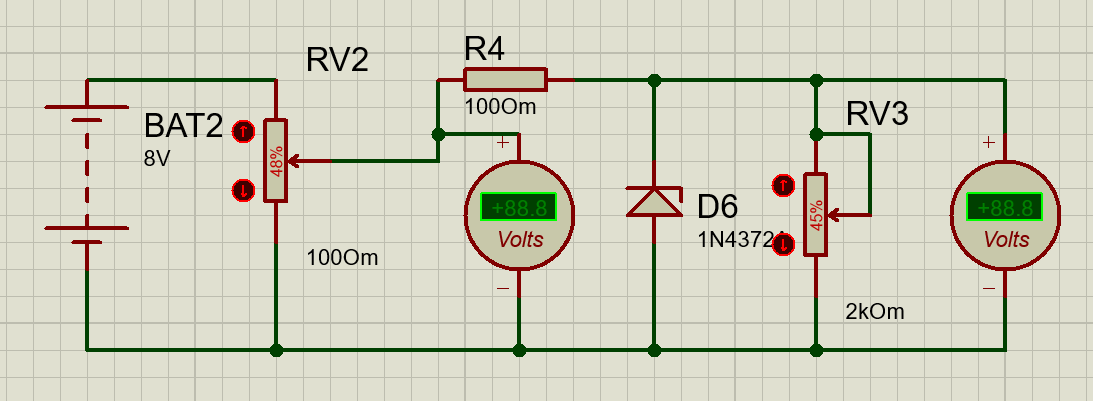 RV2
R4
BAT2
8V
48%
100Om
100Om
+88.8
Volts
D6
RV3
45%
2kOm
+88.8
Volts